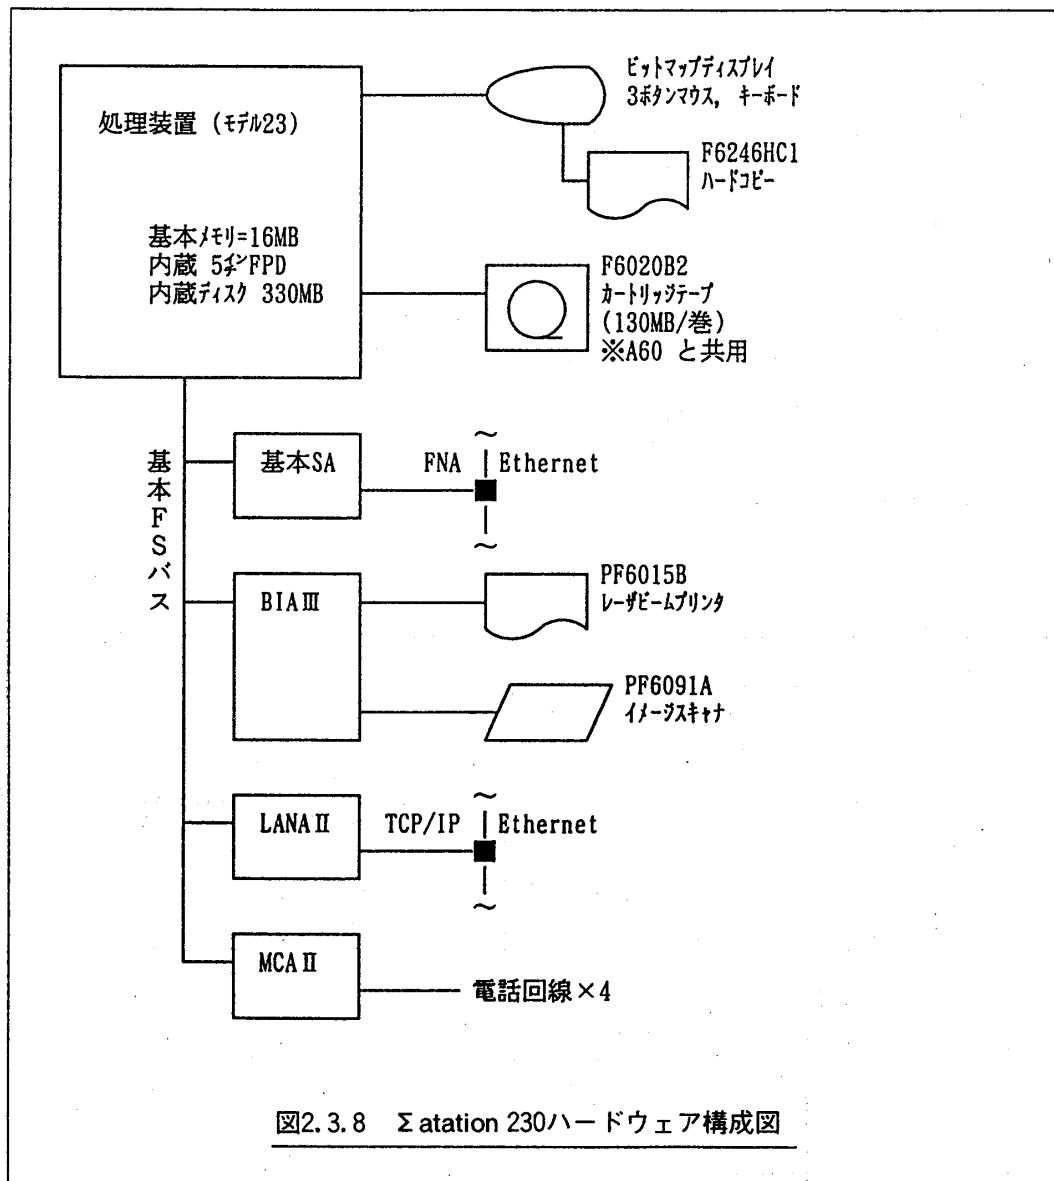 ビットマップディスプレイ
3ボタンマウス, キーボード
処理装置 (モデル23)
F6246HC1
ハードコピー
基本メモリ=16MB
内蔵 5インチFPD
内蔵ディスク 330MB
F6020B2
カートリッジテープ
(130MB/巻)
※A60 と共用
基本FSバス
基本SA
FNA
Ethernet
BIAⅢ
PF6015B
レーザビームプリンタ
PF6091A
イメージスキャナ
LANAⅡ
TCP/IP
Ethernet
MCAⅡ
電話回線×4
図2.3.8 Σatation 230ハードウェア構成図